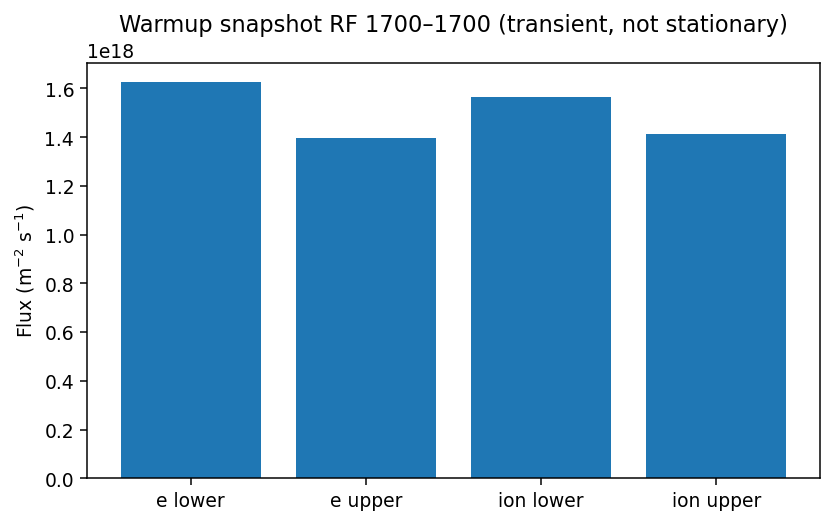 Warmup snapshot RF 1700–1700 (transient, not stationary)
1e18
1.6
1.4
1.2
1.0
0.8
0.6
0.4
0.2
0.0
Flux (m⁻² s⁻¹)
e lower e upper ion lower ion upper